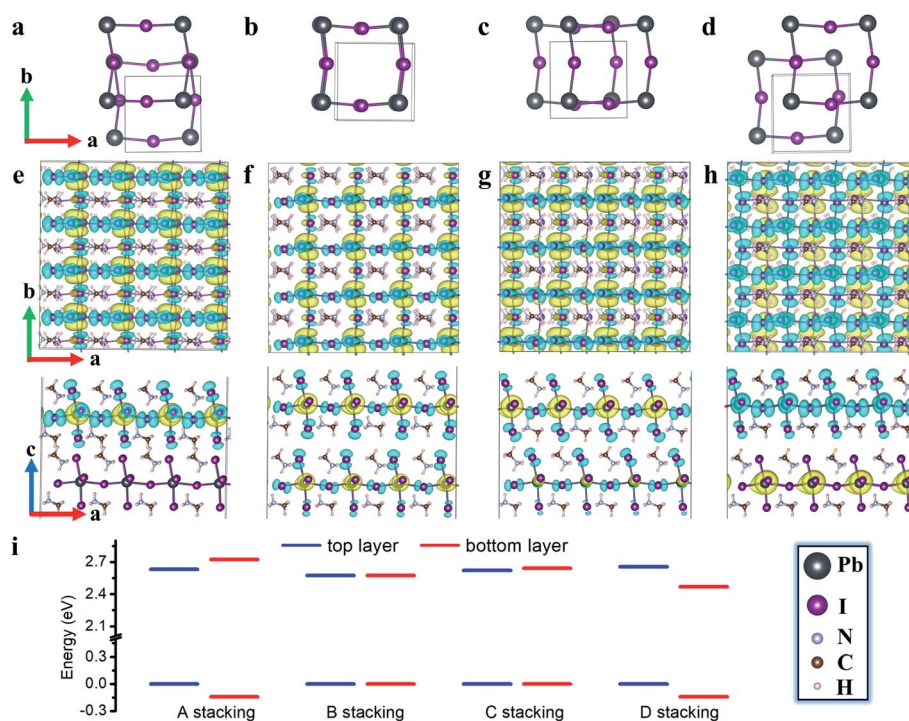 a
b
c
d
b
a
e
f
g
h
b
a
c
a
i
top layer
bottom layer
Energy (eV)
2.7
2.4
2.1
0.3
0.0
-0.3
A stacking
B stacking
C stacking
D stacking
Pb
I
N
C
H